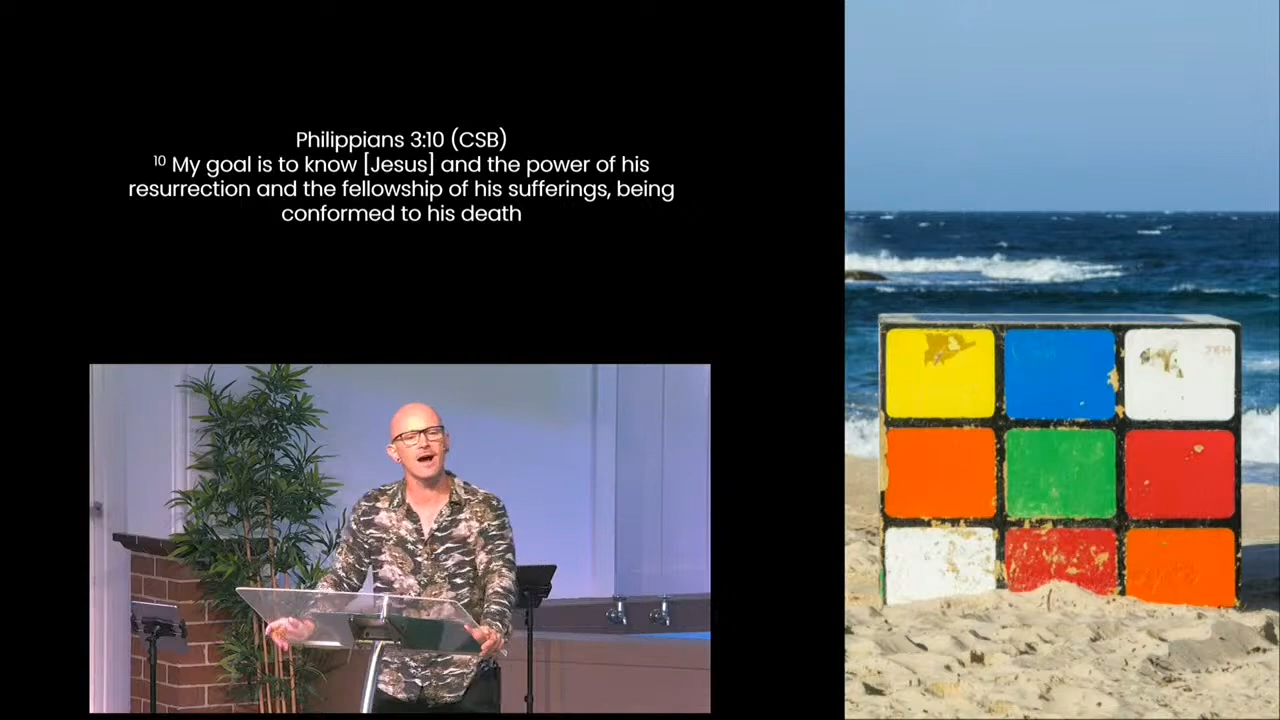 Philippians 3:10 (CSB)
¹⁰ My goal is to know [Jesus] and the power of his
resurrection and the fellowship of his sufferings, being
conformed to his death